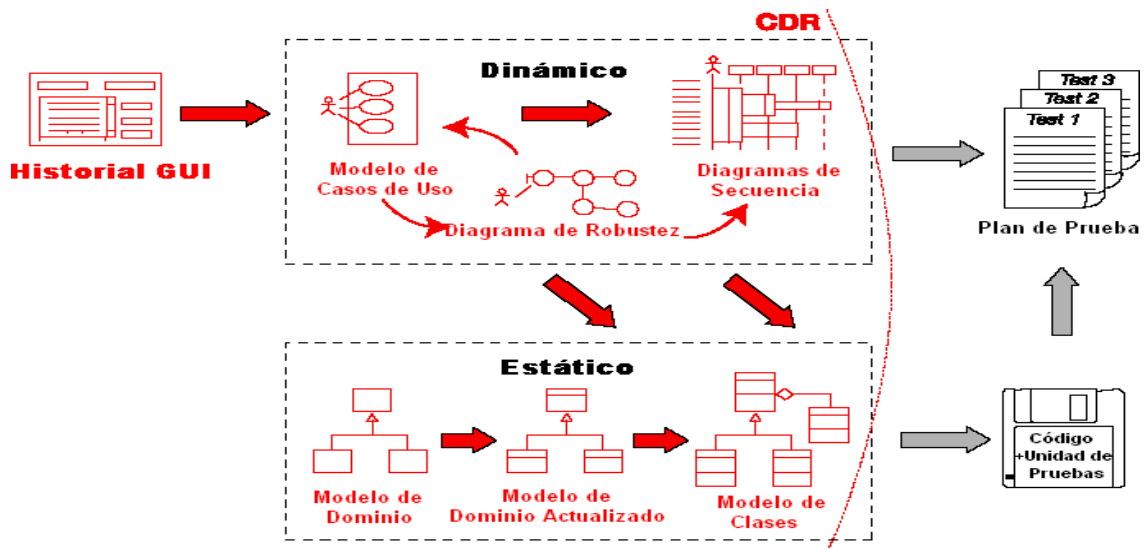 CDR
Dinámico
Test 3
Test 2
Test 1
Historial GUI
Modelo de
Casos de Uso
Diagramas de
Secuencia
Diagrama de Robustez
Plan de Prueba
Estático
Código
+Unidad de
Pruebas
Modelo de
Dominio
Modelo de
Dominio Actualizado
Modelo de
Clases